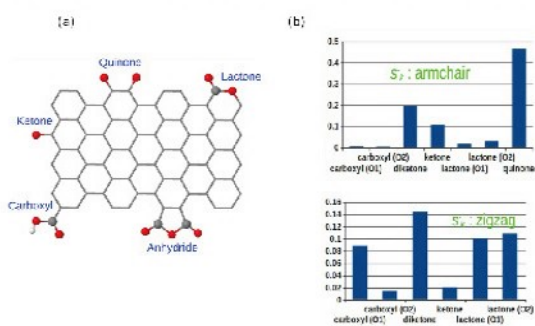 (a)
Quinone
Lactone
Ketone
Carboxyl
Anhydride
(b)
0.5
0.4
0.3
0.2
0.1
0
: armchair
carboxyl (O2) ketone lactone (O2)
carboxyl (O1) diketone lactone (O1) quinone
0.16
0.14
0.12
0.1
0.08
0.06
0.04
0.02
0
: zigzag
carboxyl (O2) ketone lactone (O2)
carboxyl (O1) diketone lactone (O1)